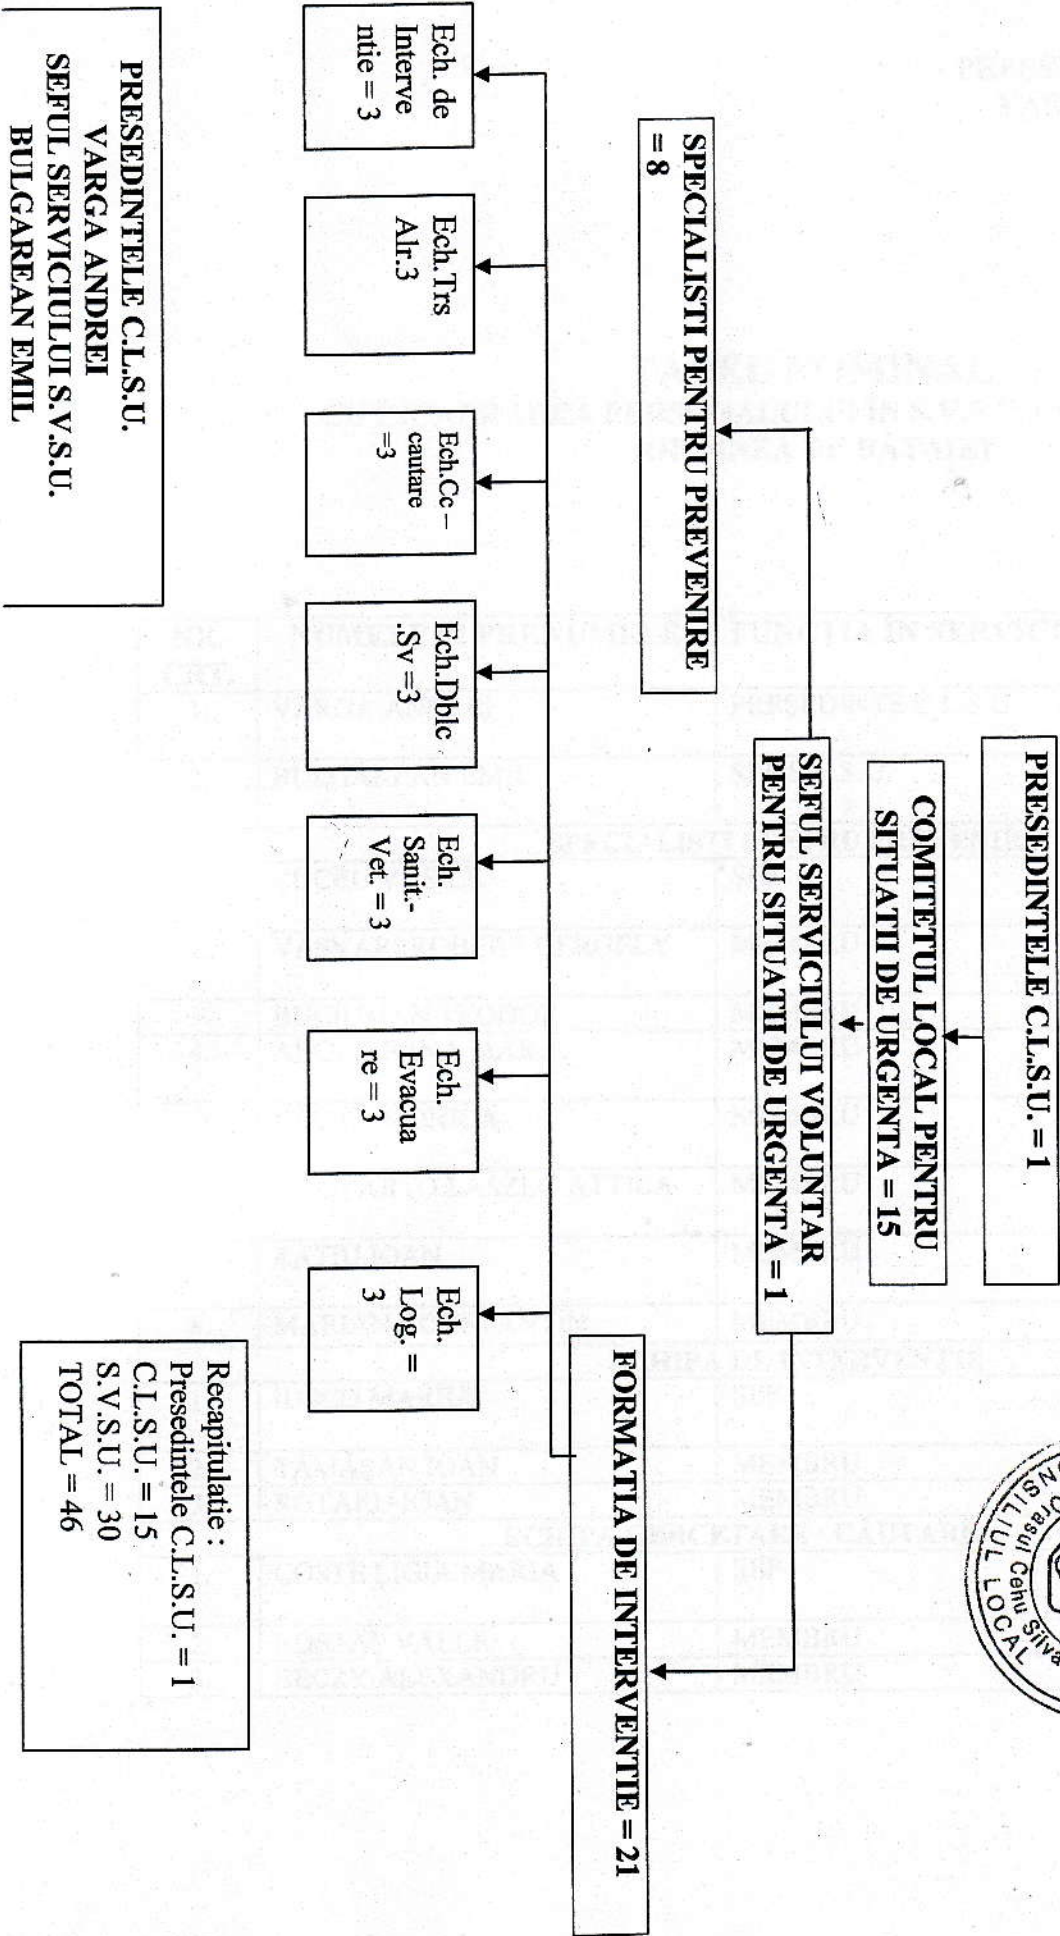 PRESEDINTELE C.L.S.U. = 1
COMITETUL LOCAL PENTRU
SITUATII DE URGENTA = 15
SEFUL SERVICIULUI VOLUNTAR
PENTRU SITUATII DE URGENTA = 1
SPECIALISTI PENTRU PREVENIRE
= 8
FORMATIA DE INTERVENTIE = 21
Ech. de
Interve
ntie = 3
Ech.Trs
Alr.3
Ech.Cc –
cautare
=3
Ech.Dblc
.Sv =3
Ech.
Sanit.-
Vet. = 3
Ech.
Evacua
re = 3
Ech.
Log. =
3
PRESEDINTELE C.L.S.U.
VARGA ANDREI
SEFUL SERVICIULUI S.V.S.U.
BULGAREAN EMIL
Recapitulatie :
Presedintele C.L.S.U. = 1
C.L.S.U. = 15
S.V.S.U. = 30
TOTAL = 46
Orasul Cehu
LOCAL